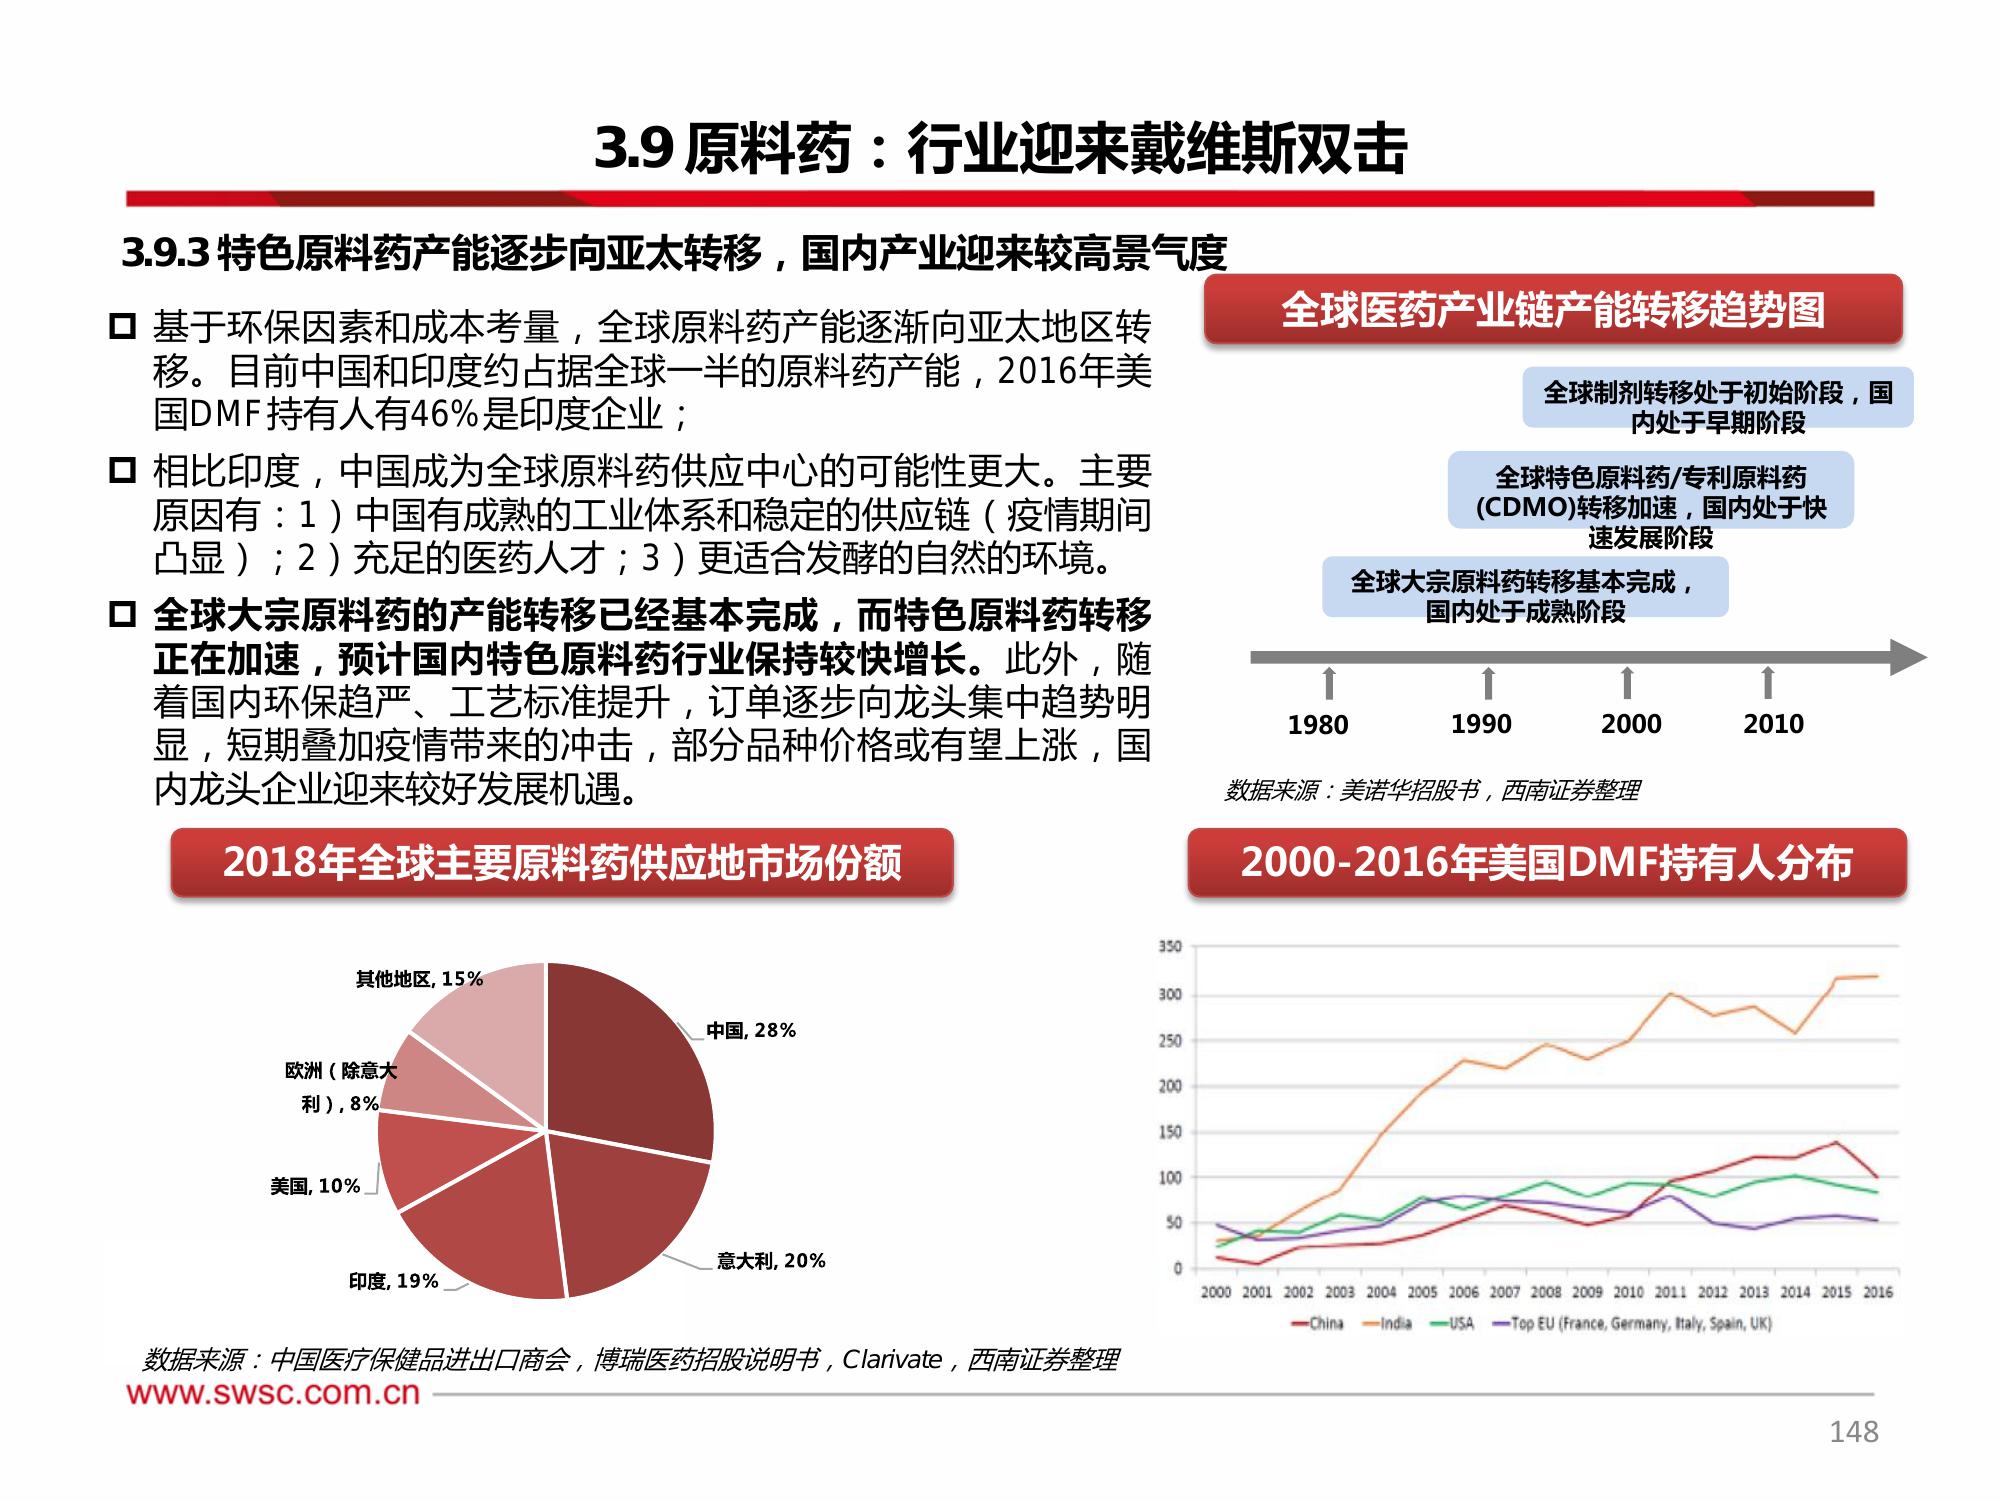 3.9 原料药：行业迎来戴维斯双击
3.9.3 特色原料药产能逐步向亚太转移，国内产业迎来较高景气度
基于环保因素和成本考量，全球原料药产能逐渐向亚太地区转
移。目前中国和印度约占据全球一半的原料药产能，2016年美
国DMF持有人有46%是印度企业；
相比印度，中国成为全球原料药供应中心的可能性更大。主要
原因有：1）中国有成熟的工业体系和稳定的供应链（疫情期间
凸显）；2）充足的医药人才；3）更适合发酵的自然的环境。
全球大宗原料药的产能转移已经基本完成，而特色原料药转移
正在加速，预计国内特色原料药行业保持较快增长。此外，随
着国内环保趋严、工艺标准提升，订单逐步向龙头集中趋势明
显，短期叠加疫情带来的冲击，部分品种价格或有望上涨，国
内龙头企业迎来较好发展机遇。
全球医药产业链产能转移趋势图
全球制剂转移处于初始阶段，国
内处于早期阶段
全球特色原料药/专利原料药
(CDMO)转移加速，国内处于快
速发展阶段
全球大宗原料药转移基本完成，
国内处于成熟阶段
1980 1990 2000 2010
数据来源：美诺华招股书，西南证券整理
2018年全球主要原料药供应地市场份额
其他地区, 15%
中国, 28%
欧洲（除意大
利）, 8%
美国, 10%
意大利, 20%
印度, 19%
2000-2016年美国DMF持有人分布
350
300
250
200
150
100
50
0
2000 2001 2002 2003 2004 2005 2006 2007 2008 2009 2010 2011 2012 2013 2014 2015 2016
China India USA Top EU (France, Germany, Italy, Spain, UK)
数据来源：中国医疗保健品进出口商会，博瑞医药招股说明书，Clarivate，西南证券整理
www.swsc.com.cn
148